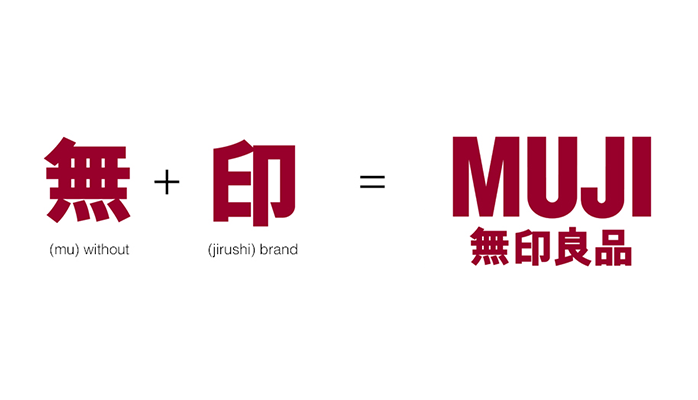 無 + 印 = MUJI
無印良品
(mu) without
(jirushi) brand